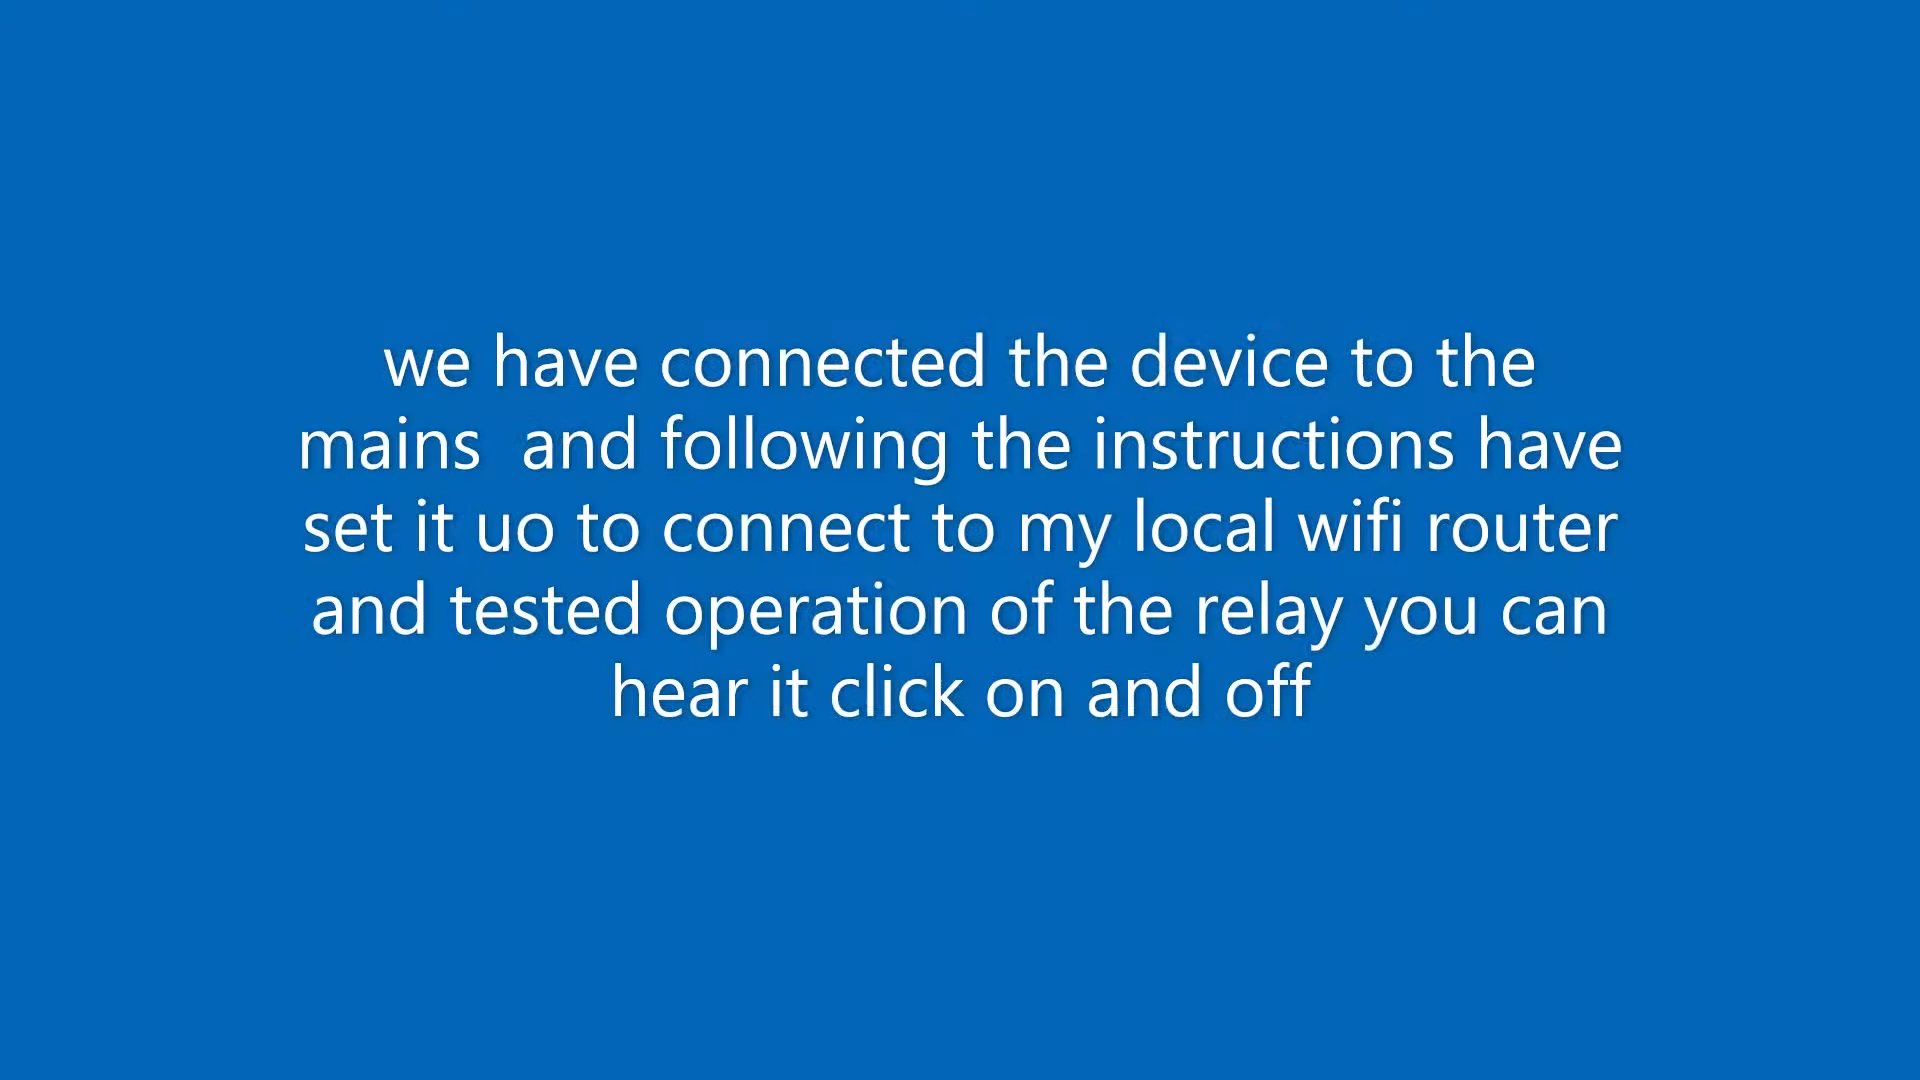 we have connected the device to the
mains  and following the instructions have
set it uo to connect to my local wifi router
and tested operation of the relay you can
hear it click on and off